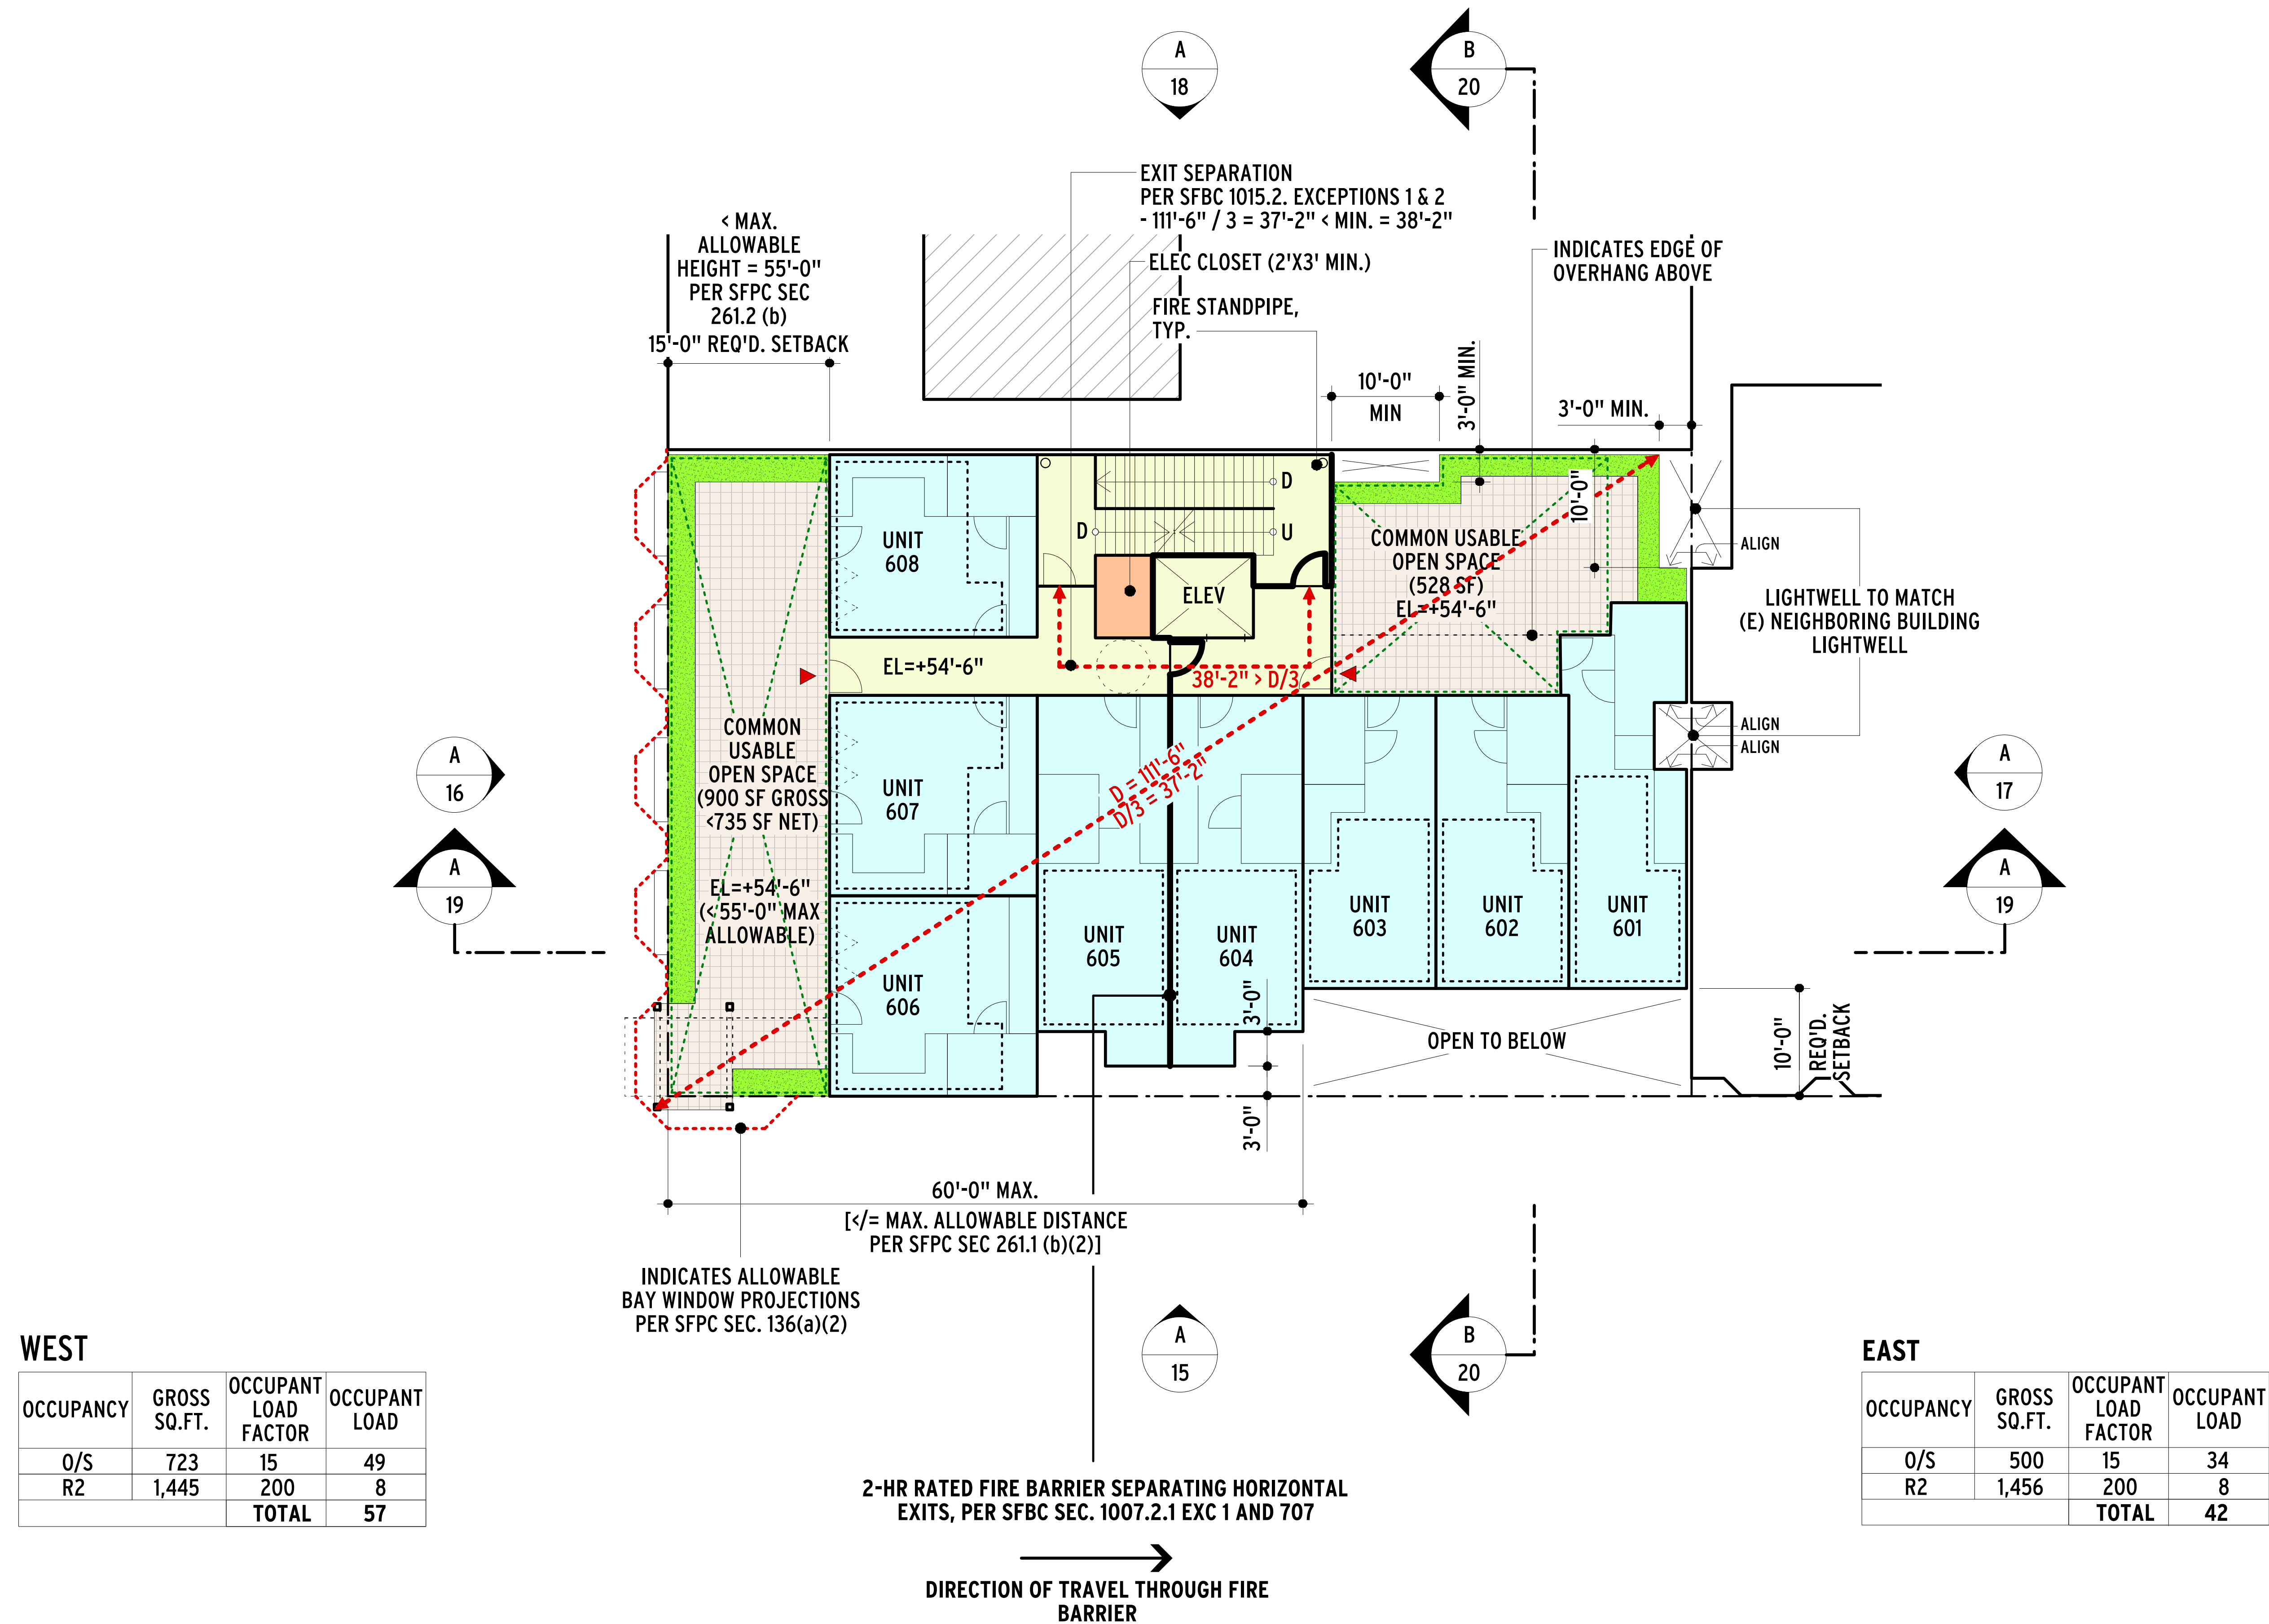 A
18
B
20
EXIT SEPARATION
PER SFBC 1015.2. EXCEPTIONS 1 & 2
- 111'-6" / 3 = 37'-2" < MIN. = 38'-2"
< MAX.
ALLOWABLE
HEIGHT = 55'-0"
PER SFPC SEC
261.2 (b)
15'-0" REQ'D. SETBACK
ELEC CLOSET (2'X3' MIN.)
FIRE STANDPIPE,
TYP.
INDICATES EDGE OF
OVERHANG ABOVE
10'-0"
MIN
3'-0" MIN.
3'-0" MIN.
10'-0"
D
D
U
UNIT
608
ELEV
COMMON USABLE
OPEN SPACE
(528 SF)
EL=+54'-6"
ALIGN
LIGHTWELL TO MATCH
(E) NEIGHBORING BUILDING
LIGHTWELL
EL=+54'-6"
38'-2" > D/3
ALIGN
ALIGN
COMMON
USABLE
OPEN SPACE
(900 SF GROSS
<735 SF NET)
EL=+54'-6"
(< 55'-0" MAX
ALLOWABLE)
D = 111'-6"
D/3 = 37'-2"
UNIT
607
A
16
A
19
A
17
A
19
UNIT
606
UNIT
605
UNIT
604
UNIT
603
UNIT
602
UNIT
601
3'-0"
3'-0"
OPEN TO BELOW
10'-0"
REQ'D.
SETBACK
60'-0" MAX.
[</= MAX. ALLOWABLE DISTANCE
PER SFPC SEC 261.1 (b)(2)]
INDICATES ALLOWABLE
BAY WINDOW PROJECTIONS
PER SFPC SEC. 136(a)(2)
A
15
B
20
WEST
OCCUPANCY GROSS SQ.FT. OCCUPANT LOAD FACTOR OCCUPANT LOAD
O/S 723 15 49
R2 1,445 200 8
TOTAL 57
2-HR RATED FIRE BARRIER SEPARATING HORIZONTAL
EXITS, PER SFBC SEC. 1007.2.1 EXC 1 AND 707
DIRECTION OF TRAVEL THROUGH FIRE
BARRIER
EAST
OCCUPANCY GROSS SQ.FT. OCCUPANT LOAD FACTOR OCCUPANT LOAD
O/S 500 15 34
R2 1,456 200 8
TOTAL 42